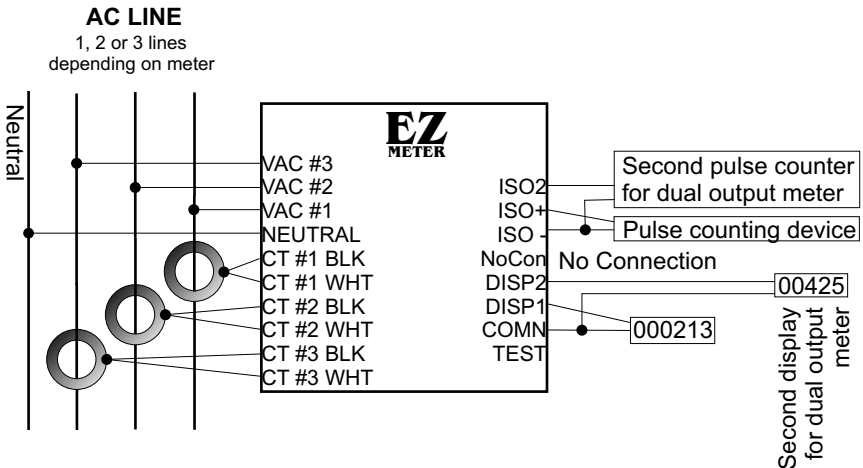 AC LINE
1, 2 or 3 lines
depending on meter
Neutral
EZ
METER
VAC #3
VAC #2
VAC #1
NEUTRAL
CT #1 BLK
CT #1 WHT
CT #2 BLK
CT #2 WHT
CT #3 BLK
CT #3 WHT
ISO2
ISO+
ISO -
NoCon
DISP2
DISP1
COMN
TEST
Second pulse counter
for dual output meter
Pulse counting device
No Connection
00425
000213
Second display
for dual output
meter